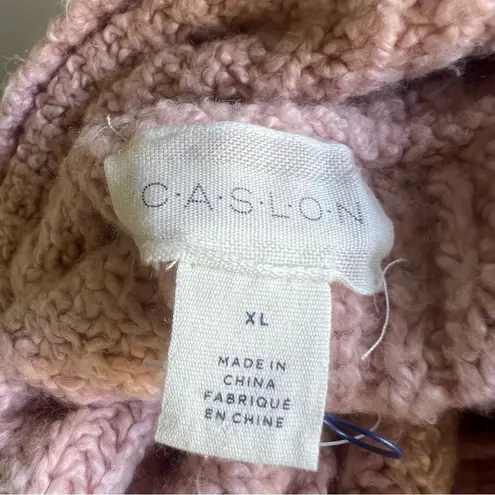 C·A·S·L·O·N
XL
MADE IN
CHINA
FABRIQUÉ
EN CHINE